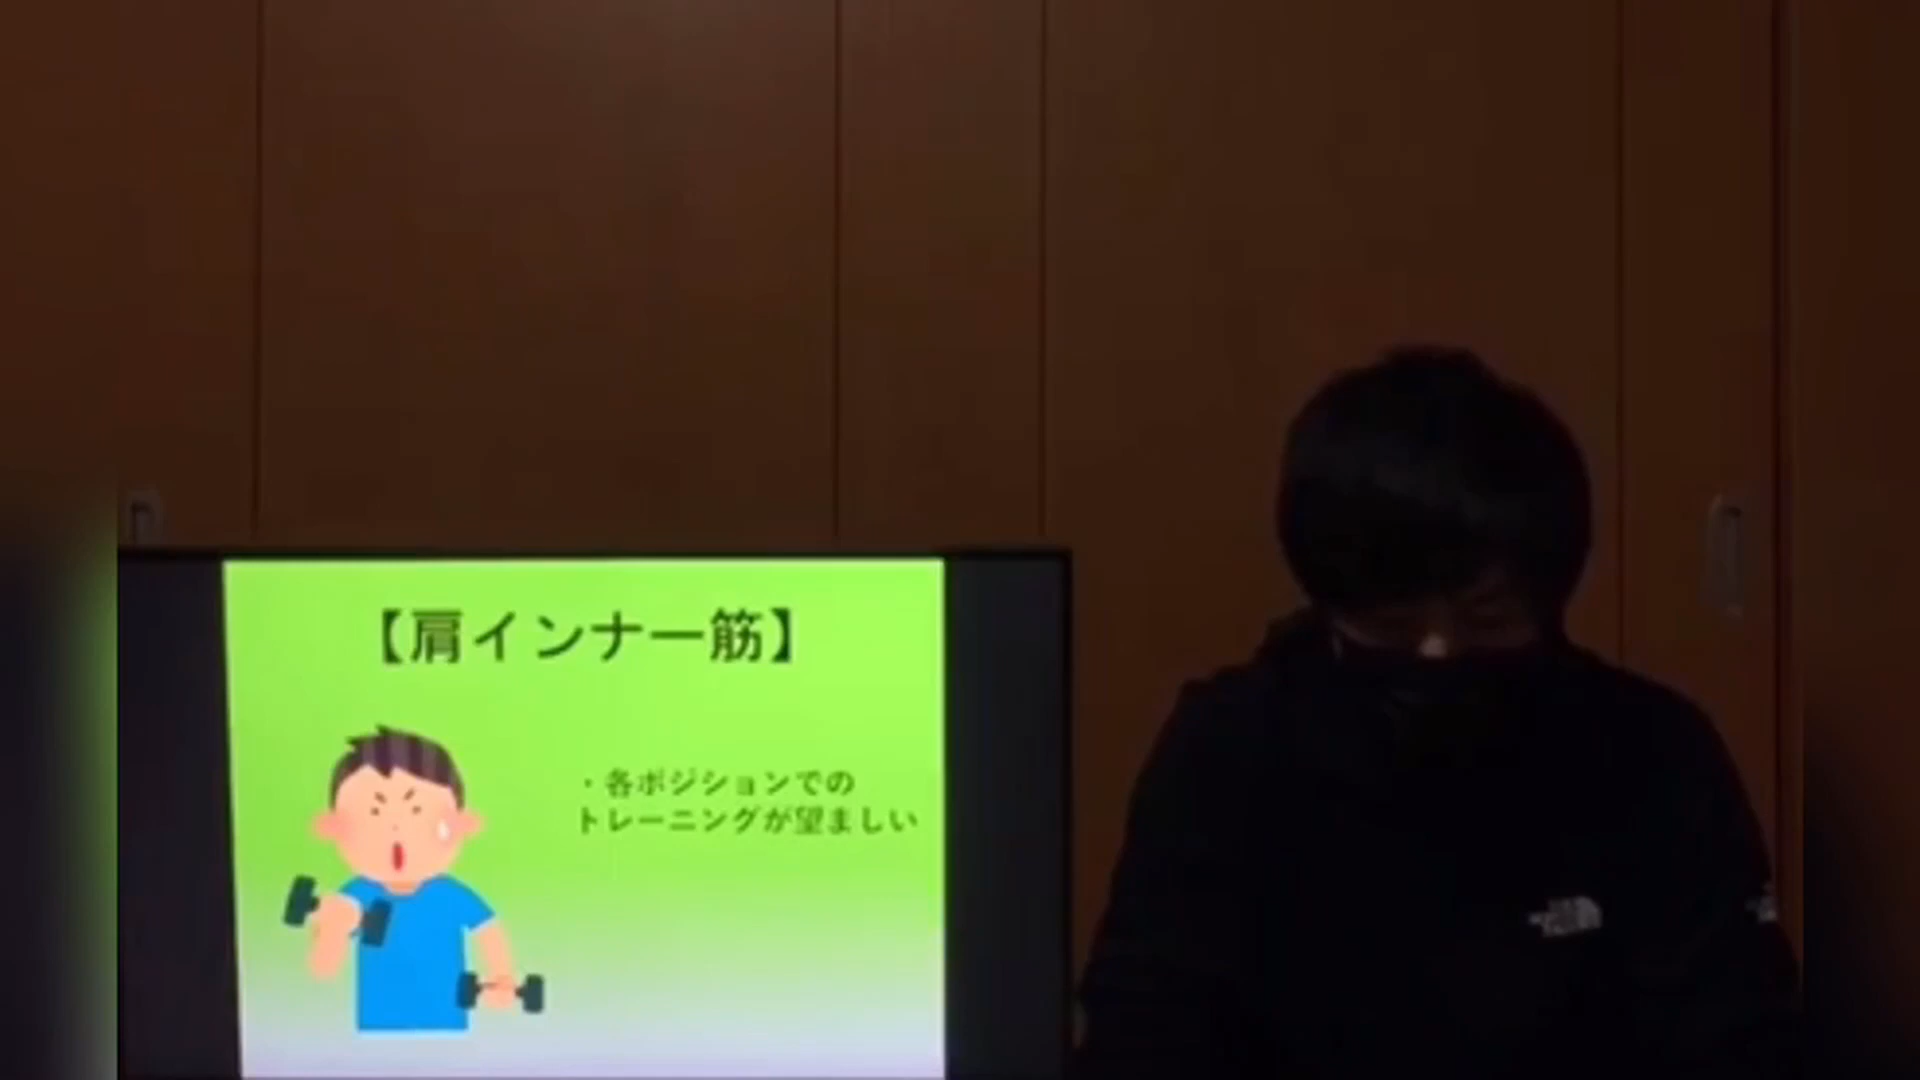 【肩インナー筋】
・各ポジションでの
トレーニングが望ましい